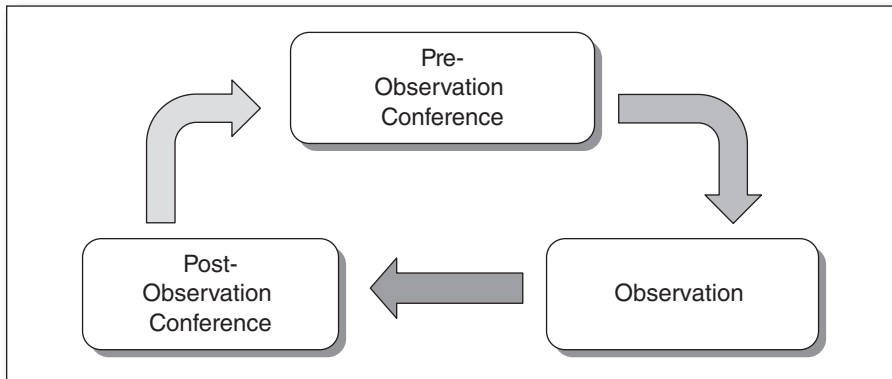 Pre-
Observation
Conference
Post-
Observation
Conference
Observation